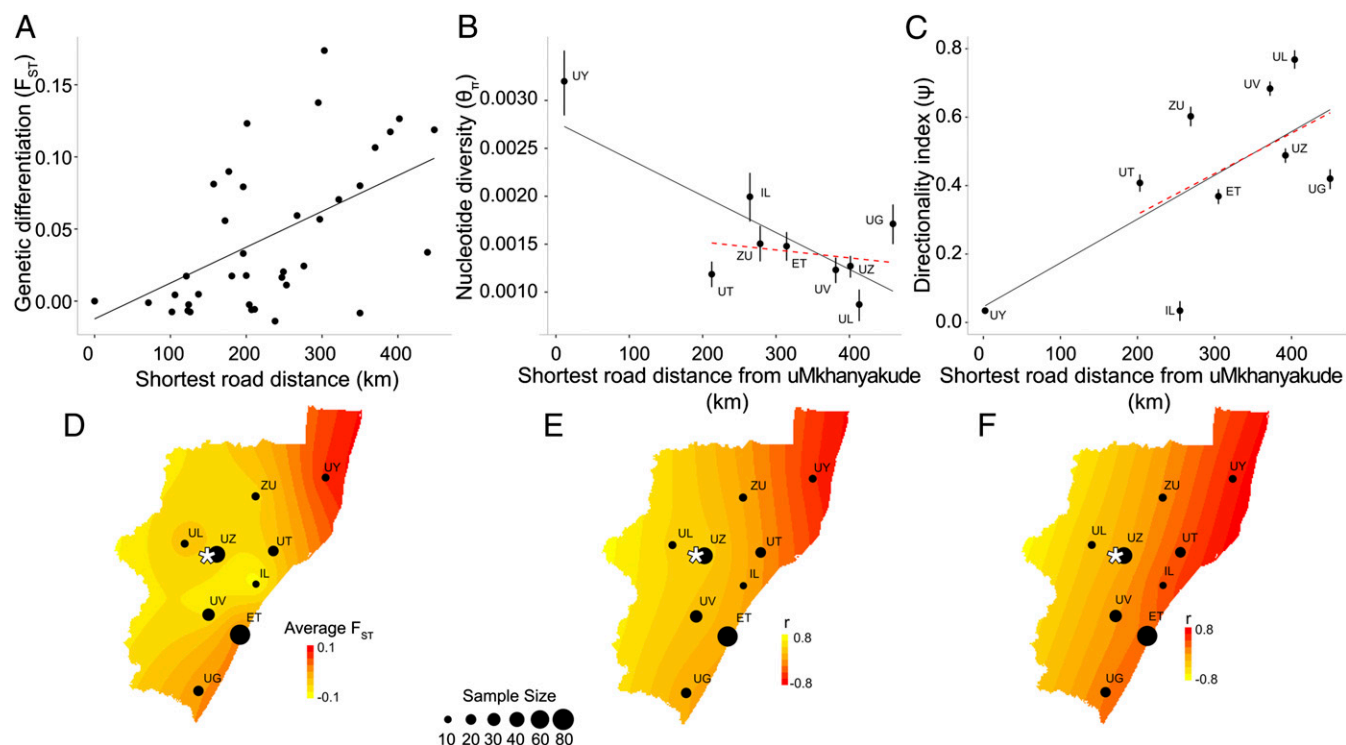 A
Genetic differentiation (F_ST)
0.15
0.10
0.05
0.00
0
100
200
300
400
Shortest road distance (km)
B
Nucleotide diversity (θ_π)
0.0030
0.0025
0.0020
0.0015
0.0010
UY
IL
UG
ZU
ET
UT
UV
UZ
UL
0
200
400
Shortest road distance from uMkhanyakude
(km)
C
Directionality index (ψ)
0.8
0.6
0.4
0.2
0.0
UL
UV
ZU
UZ
UT
ET
UG
UY
IL
0
100
200
300
400
Shortest road distance from uMkhanyakude
(km)
D
UY
ZU
UL
UZ
UT
*
IL
UV
ET
UG
Average F_ST
0.1
-0.1
E
UY
ZU
UL
UZ
UT
*
IL
UV
ET
UG
r
0.8
-0.8
F
UY
ZU
UL
UZ
UT
*
IL
UV
ET
UG
r
0.8
-0.8
Sample Size
10 20 30 40 60 80